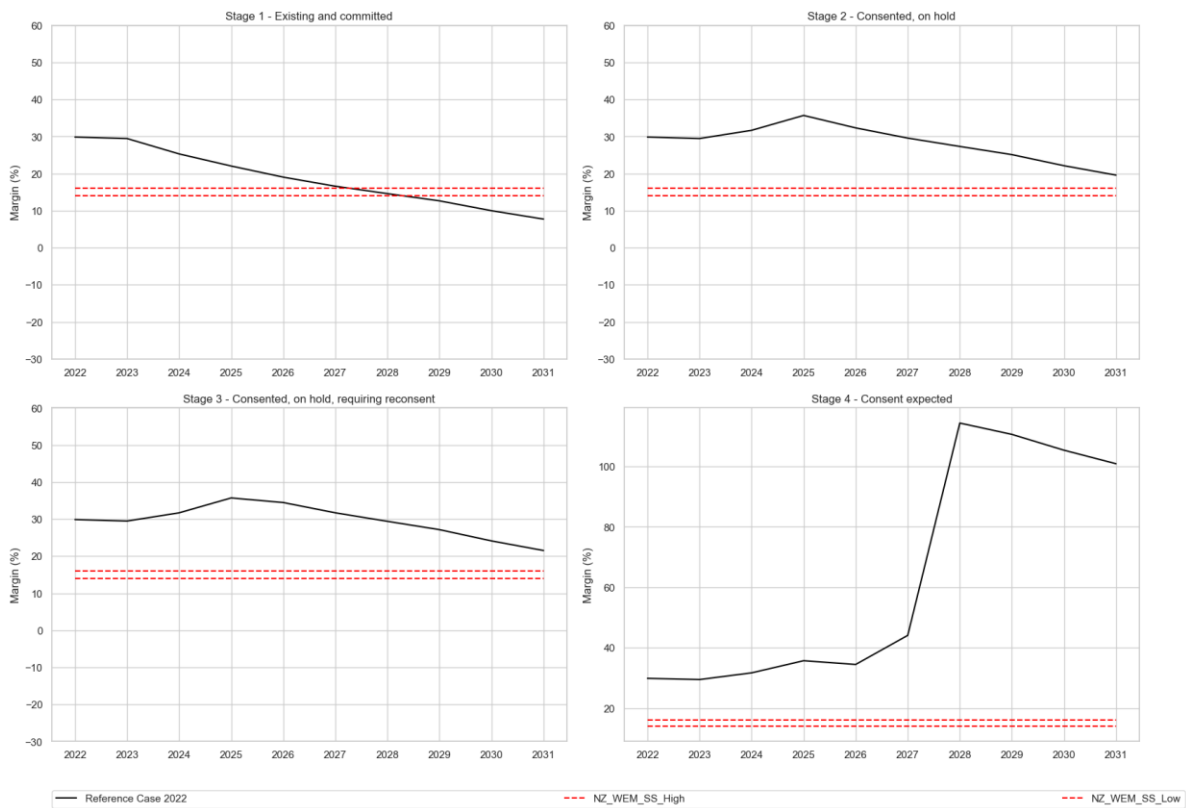 Stage 1 - Existing and committed
Stage 2 - Consented, on hold
60
50
40
30
20
10
0
−10
−20
−30
Margin (%)
2022 2023 2024 2025 2026 2027 2028 2029 2030 2031
60
50
40
30
20
10
0
−10
−20
−30
Margin (%)
2022 2023 2024 2025 2026 2027 2028 2029 2030 2031
Stage 3 - Consented, on hold, requiring reconsent
Stage 4 - Consent expected
60
50
40
30
20
10
0
−10
−20
−30
Margin (%)
2022 2023 2024 2025 2026 2027 2028 2029 2030 2031
100
80
60
40
20
Margin (%)
2022 2023 2024 2025 2026 2027 2028 2029 2030 2031
Reference Case 2022 NZ_WEM_SS_High NZ_WEM_SS_Low